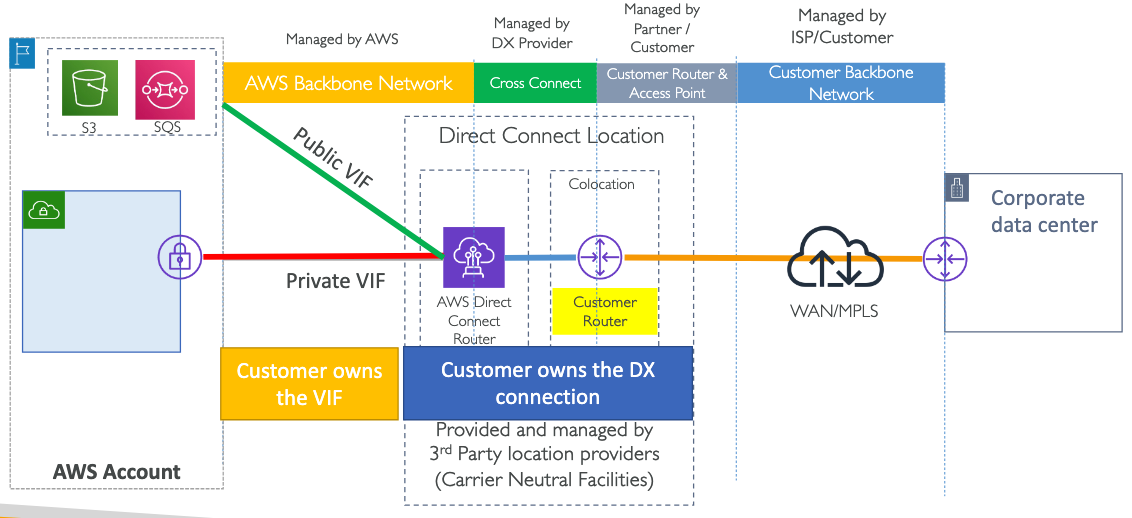 Managed by AWS
Managed by
DX Provider
Managed by
Partner /
Customer
Managed by
ISP/Customer
AWS Backbone Network
Cross Connect
Customer Router &
Access Point
Customer Backbone
Network
S3
SQS
Public VIF
Direct Connect Location
Colocation
Corporate
data center
Private VIF
AWS Direct
Connect
Router
Customer
Router
WAN/MPLS
Customer owns
the VIF
Customer owns the DX
connection
Provided and managed by
3rd Party location providers
(Carrier Neutral Facilities)
AWS Account